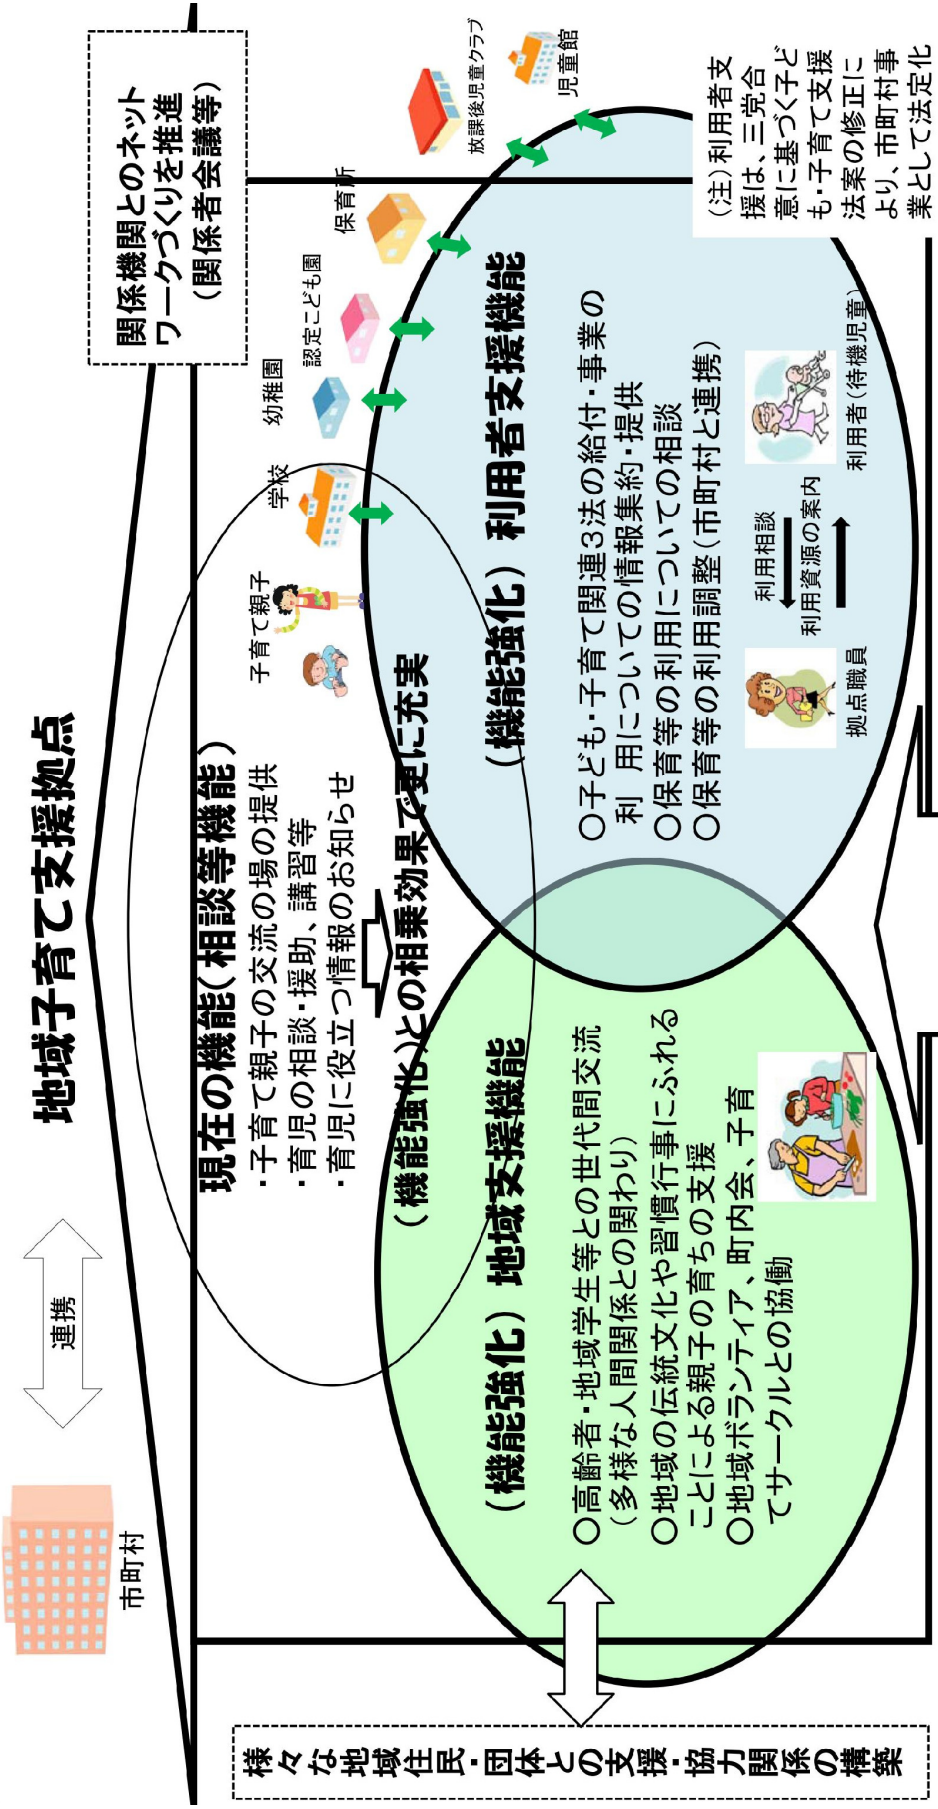 地域子育て支援拠点
連携
市町村
関係機関とのネット
ワークづくりを推進
（関係者会議等）
現在の機能（相談等機能）
・子育て親子の交流の場の提供
・育児の相談・援助、講習等
・育児に役立つ情報のお知らせ
（機能強化）との相乗効果で更に充実
子育て親子
学校
幼稚園
認定こども園
保育所
放課後児童クラブ
児童館
（機能強化） 地域支援機能
○高齢者・地域学生等との世代間交流
（多様な人間関係との関わり）
○地域の伝統文化や習慣行事にふれる
ことによる親子の育ちの支援
○地域ボランティア、町内会、子育
てサークルとの協働
（機能強化） 利用者支援機能
○子ども・子育て関連３法の給付・事業の
利 用についての情報集約・提供
○保育等の利用についての相談
○保育等の利用調整（市町村と連携）
利用相談
利用資源の案内
拠点職員
利用者（待機児童）
（注）利用者支
援は、三党合
意に基づく子ど
も・子育て支援
法案の修正に
より、市町村事
業として法定化
様々な地域住民・団体との支援・協力関係の構築